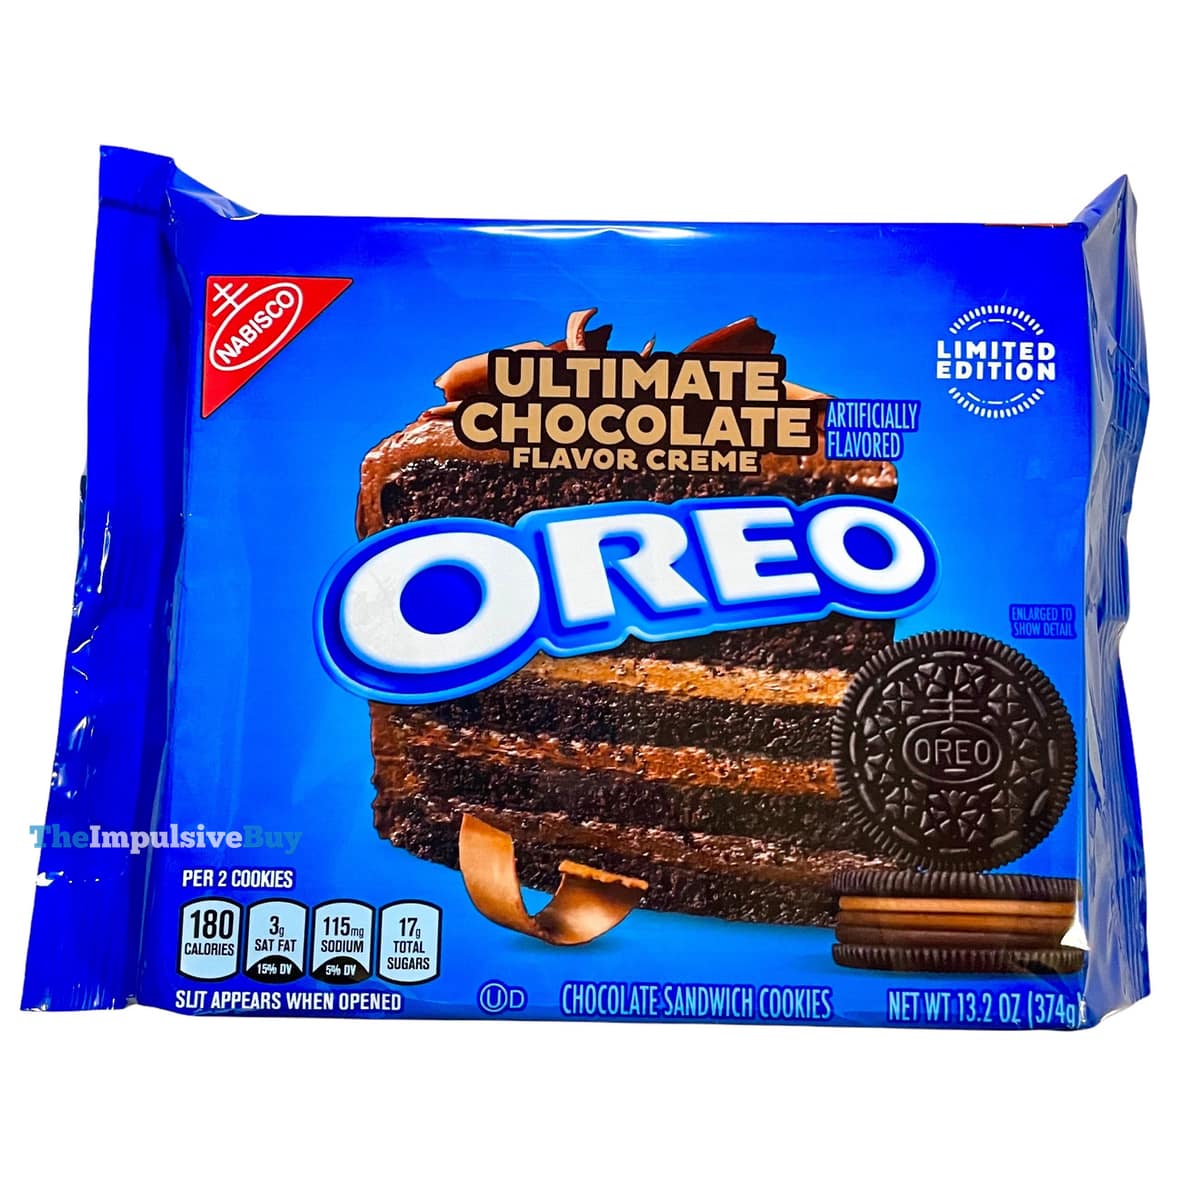 NABISCO
LIMITED
EDITION
ULTIMATE
CHOCOLATE
FLAVOR CREME
ARTIFICIALLY
FLAVORED
OREO
ENLARGED TO
SHOW DETAIL
OREO
TheImpulsiveBuy
PER 2 COOKIES
180
CALORIES
3g
SAT FAT
15% DV
115mg
SODIUM
5% DV
17g
TOTAL
SUGARS
SLIT APPEARS WHEN OPENED
UD
CHOCOLATE SANDWICH COOKIES
NET WT 13.2 OZ (374g)